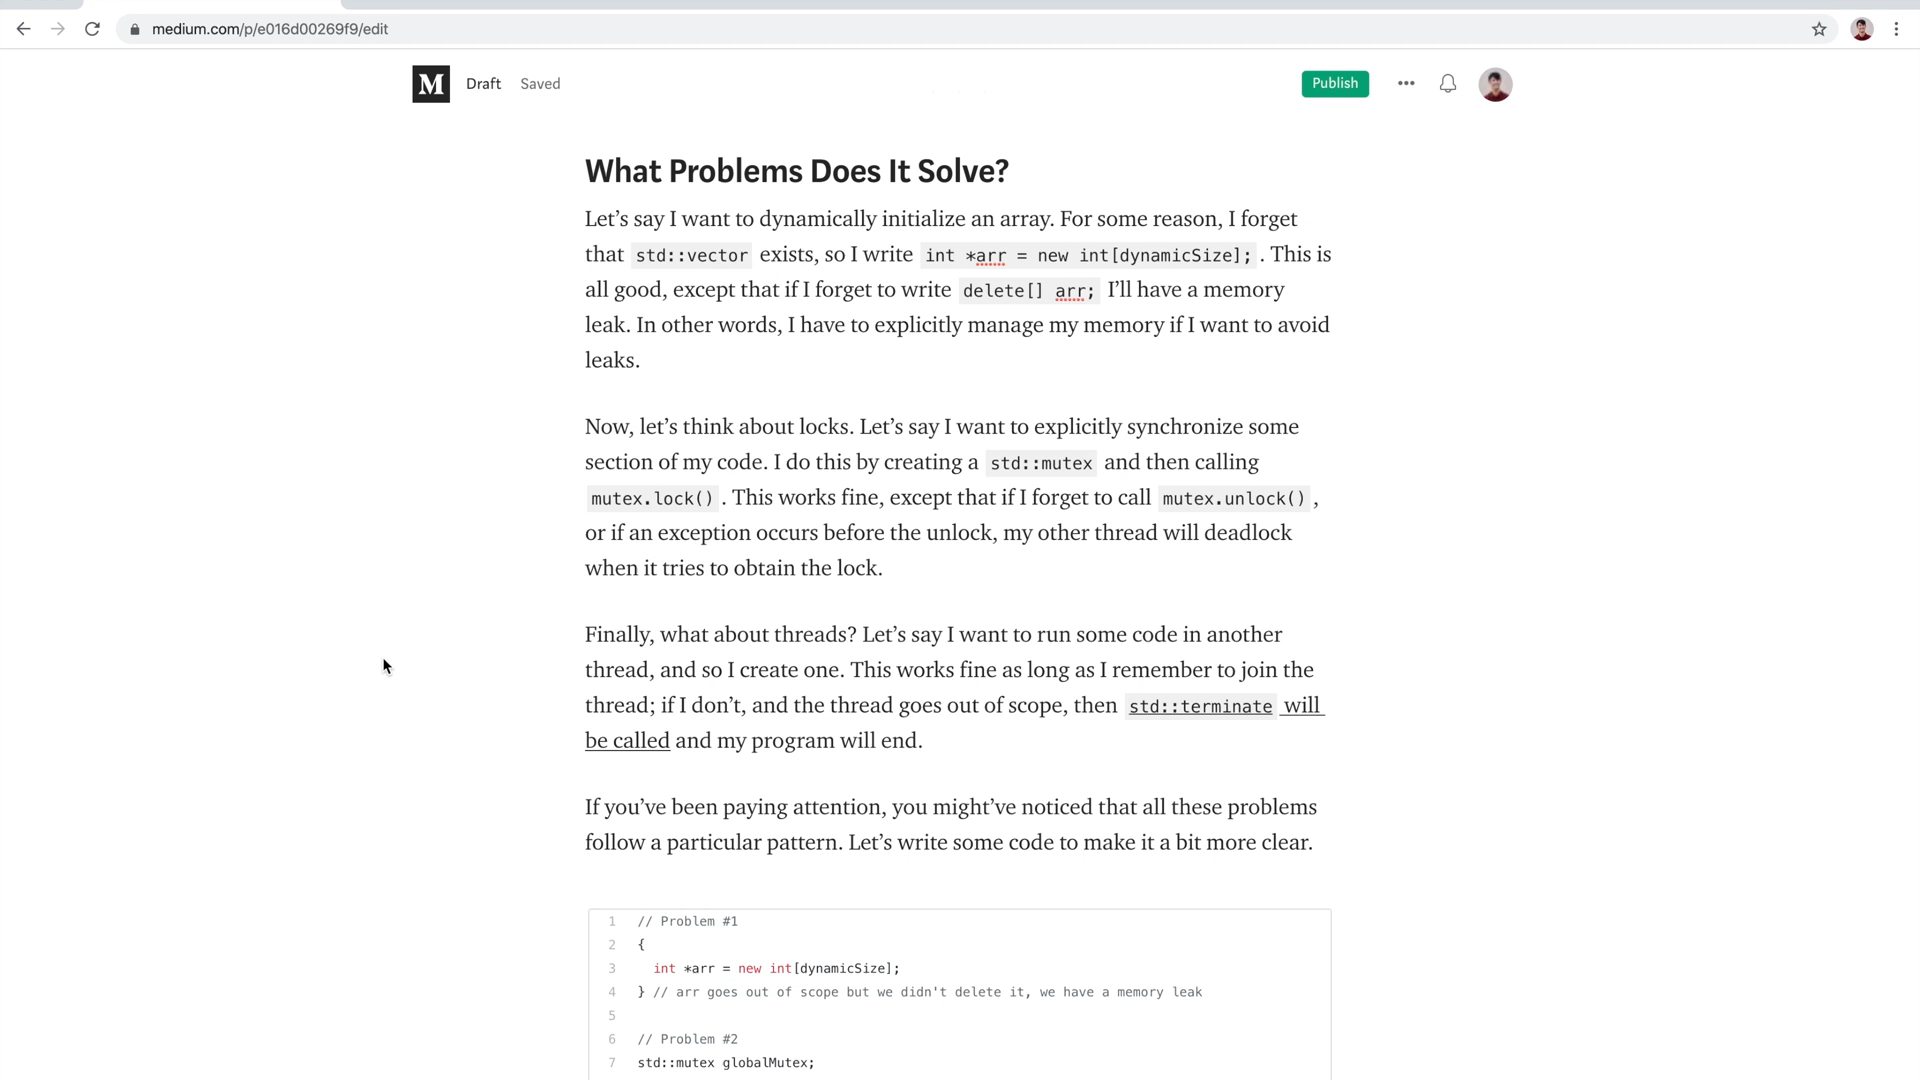 medium.com/p/e016d00269f9/edit
M Draft Saved Publish
What Problems Does It Solve?
Let’s say I want to dynamically initialize an array. For some reason, I forget
that std::vector exists, so I write int *arr = new int[dynamicSize]; . This is
all good, except that if I forget to write delete[] arr; I’ll have a memory
leak. In other words, I have to explicitly manage my memory if I want to avoid
leaks.
Now, let’s think about locks. Let’s say I want to explicitly synchronize some
section of my code. I do this by creating a std::mutex and then calling
mutex.lock() . This works fine, except that if I forget to call mutex.unlock() ,
or if an exception occurs before the unlock, my other thread will deadlock
when it tries to obtain the lock.
Finally, what about threads? Let’s say I want to run some code in another
thread, and so I create one. This works fine as long as I remember to join the
thread; if I don’t, and the thread goes out of scope, then std::terminate will
be called and my program will end.
If you’ve been paying attention, you might’ve noticed that all these problems
follow a particular pattern. Let’s write some code to make it a bit more clear.
1 // Problem #1
2 {
3 int *arr = new int[dynamicSize];
4 } // arr goes out of scope but we didn't delete it, we have a memory leak
5
6 // Problem #2
7 std::mutex globalMutex;